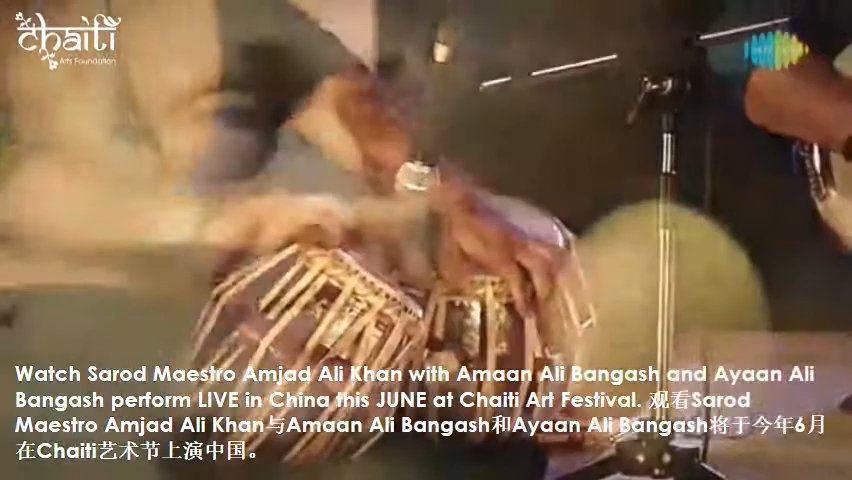 chaiti
Arts Foundation
Watch Sarod Maestro Amjad Ali Khan with Amaan Ali Bangash and Ayaan Ali
Bangash perform LIVE in China this JUNE at Chaiti Art Festival. 观看Sarod
Maestro Amjad Ali Khan与Amaan Ali Bangash和Ayaan Ali Bangash将于今年6月
在Chaiti艺术节上演中国。